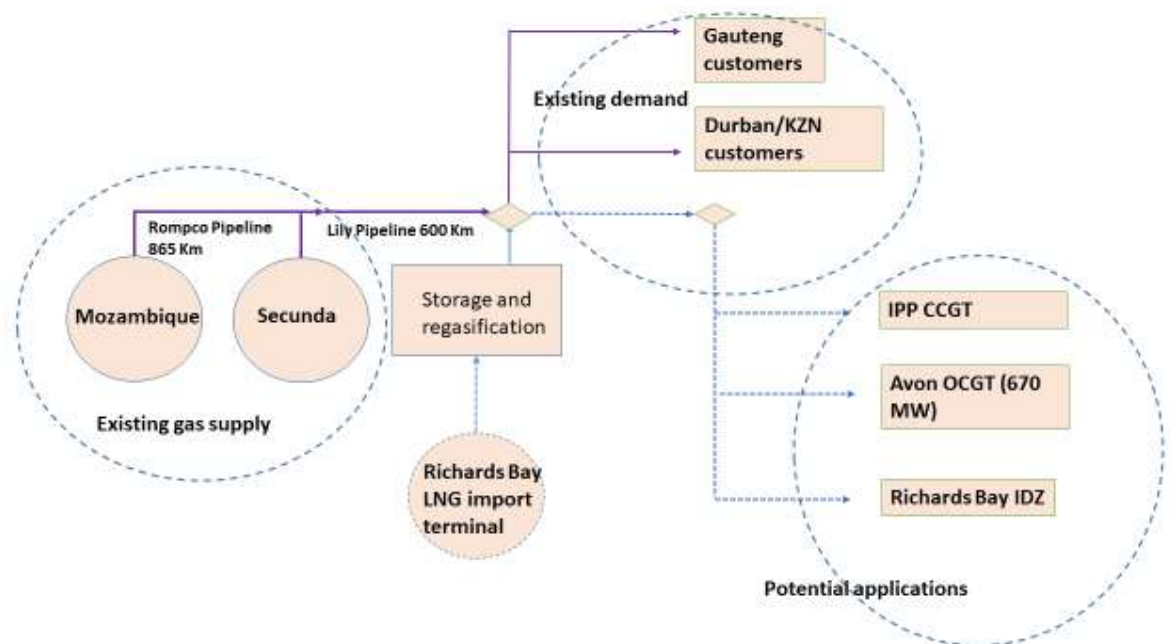 Gauteng
customers
Existing demand
Durban/KZN
customers
Rompco Pipeline
865 Km
Lily Pipeline 600 Km
Mozambique
Secunda
Storage and
regasification
Existing gas supply
Richards Bay
LNG import
terminal
IPP CCGT
Avon OCGT (670
MW)
Richards Bay IDZ
Potential applications